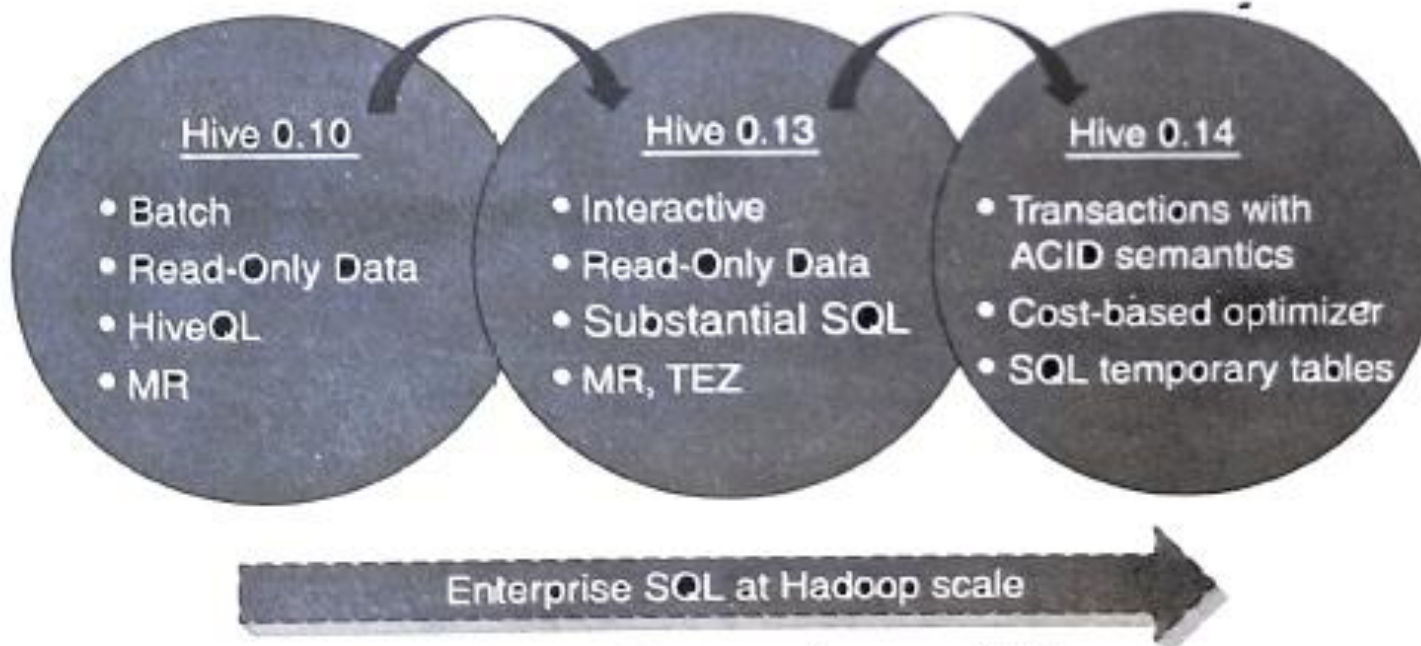 Hive 0.10
• Batch
• Read-Only Data
• HiveQL
• MR
Hive 0.13
• Interactive
• Read-Only Data
• Substantial SQL
• MR, TEZ
Hive 0.14
• Transactions with
ACID semantics
• Cost-based optimizer
• SQL temporary tables
Enterprise SQL at Hadoop scale